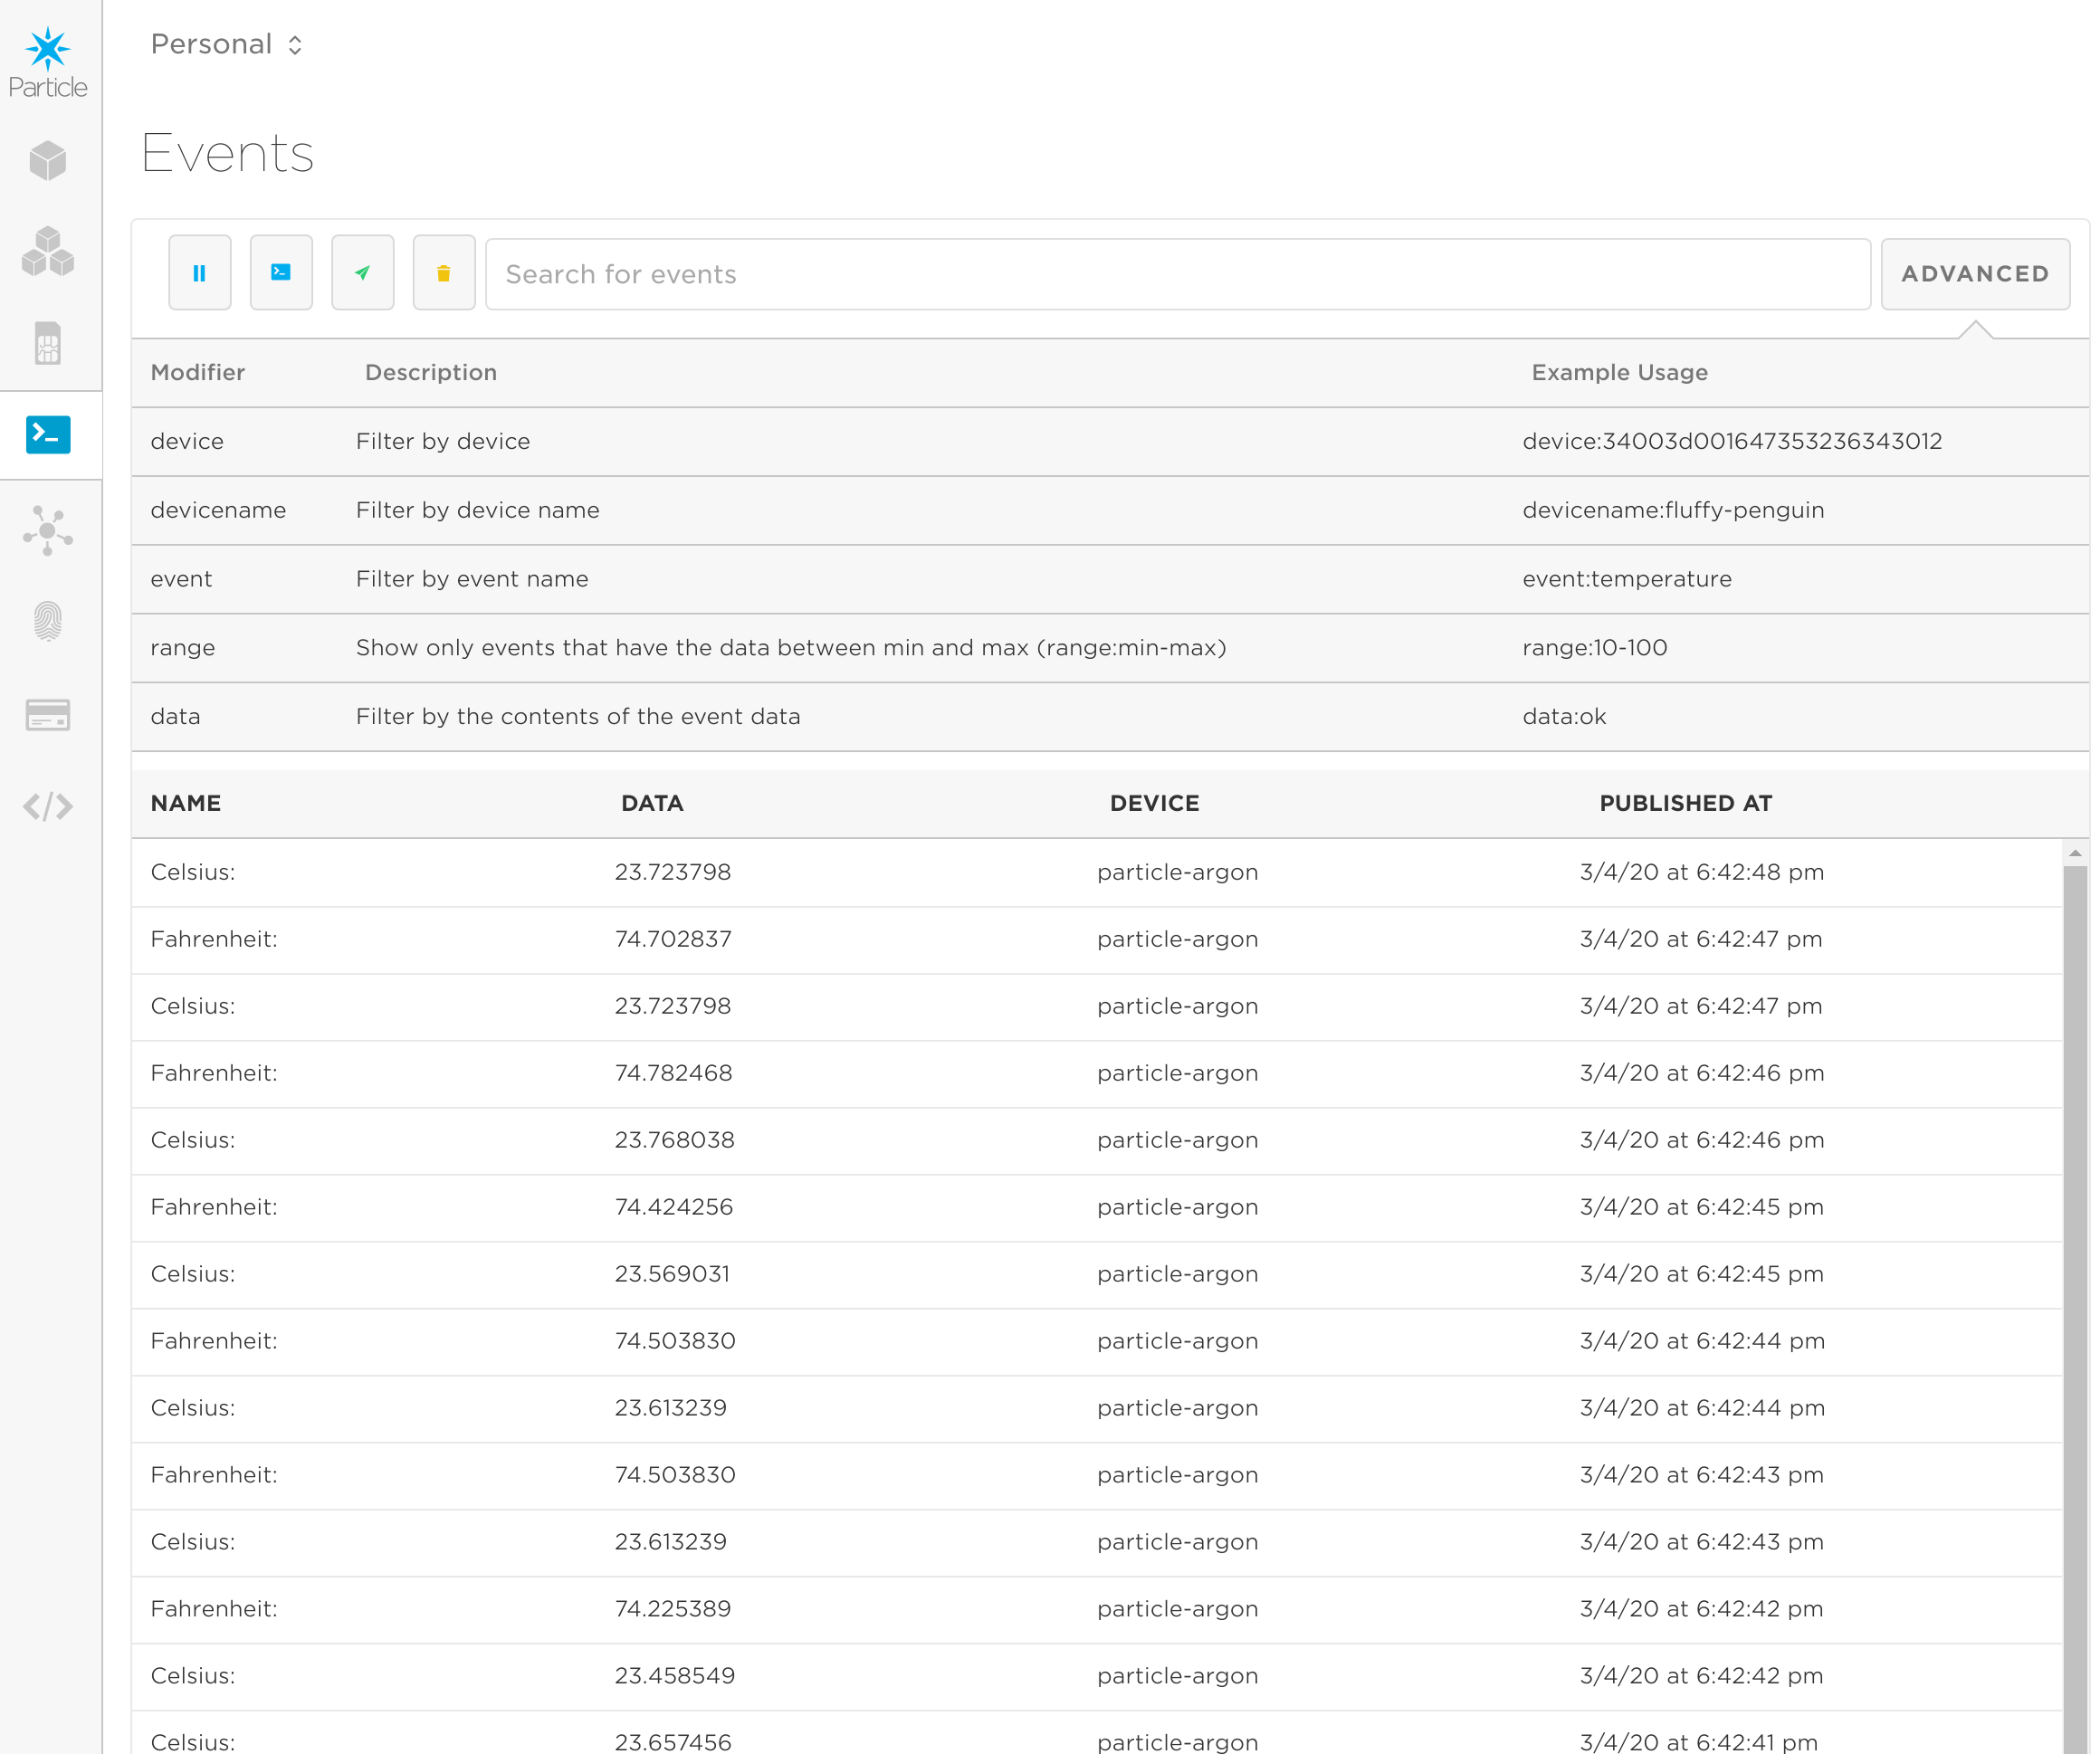 Particle
Personal
Events
Search for events
ADVANCED
Modifier Description Example Usage
device Filter by device device:34003d001647353236343012
devicename Filter by device name devicename:fluffy-penguin
event Filter by event name event:temperature
range Show only events that have the data between min and max (range:min-max) range:10-100
data Filter by the contents of the event data data:ok
NAME DATA DEVICE PUBLISHED AT
Celsius: 23.723798 particle-argon 3/4/20 at 6:42:48 pm
Fahrenheit: 74.702837 particle-argon 3/4/20 at 6:42:47 pm
Celsius: 23.723798 particle-argon 3/4/20 at 6:42:47 pm
Fahrenheit: 74.782468 particle-argon 3/4/20 at 6:42:46 pm
Celsius: 23.768038 particle-argon 3/4/20 at 6:42:46 pm
Fahrenheit: 74.424256 particle-argon 3/4/20 at 6:42:45 pm
Celsius: 23.569031 particle-argon 3/4/20 at 6:42:45 pm
Fahrenheit: 74.503830 particle-argon 3/4/20 at 6:42:44 pm
Celsius: 23.613239 particle-argon 3/4/20 at 6:42:44 pm
Fahrenheit: 74.503830 particle-argon 3/4/20 at 6:42:43 pm
Celsius: 23.613239 particle-argon 3/4/20 at 6:42:43 pm
Fahrenheit: 74.225389 particle-argon 3/4/20 at 6:42:42 pm
Celsius: 23.458549 particle-argon 3/4/20 at 6:42:42 pm
Celsius: 23.657456 particle-argon 3/4/20 at 6:42:41 pm